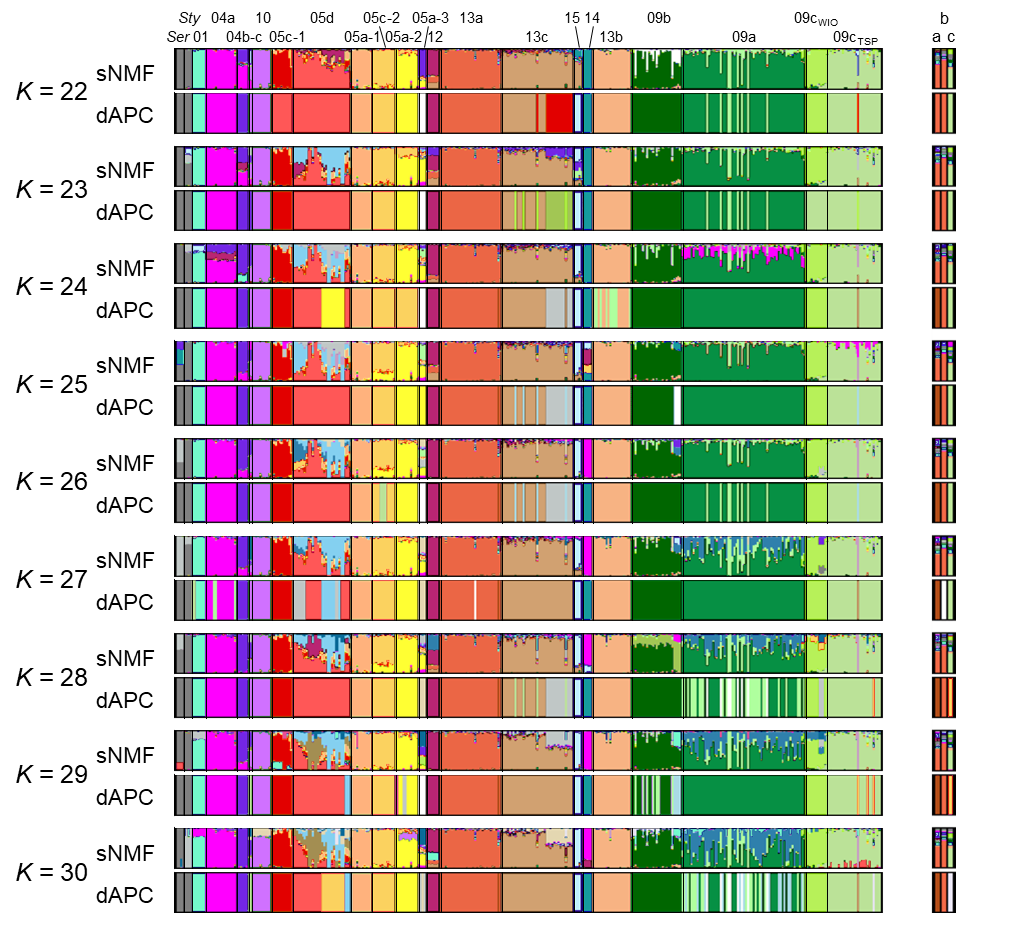 Sty 04a 10 05d 05c-2 05a-3 13a 15 14 09b 09cWIO b
Ser 01 04b-c 05c-1 05a-1 05a-2 12 13c 13b 09a 09cTSP a c
sNMF
K = 22
dAPC
sNMF
K = 23
dAPC
sNMF
K = 24
dAPC
sNMF
K = 25
dAPC
sNMF
K = 26
dAPC
sNMF
K = 27
dAPC
sNMF
K = 28
dAPC
sNMF
K = 29
dAPC
sNMF
K = 30
dAPC